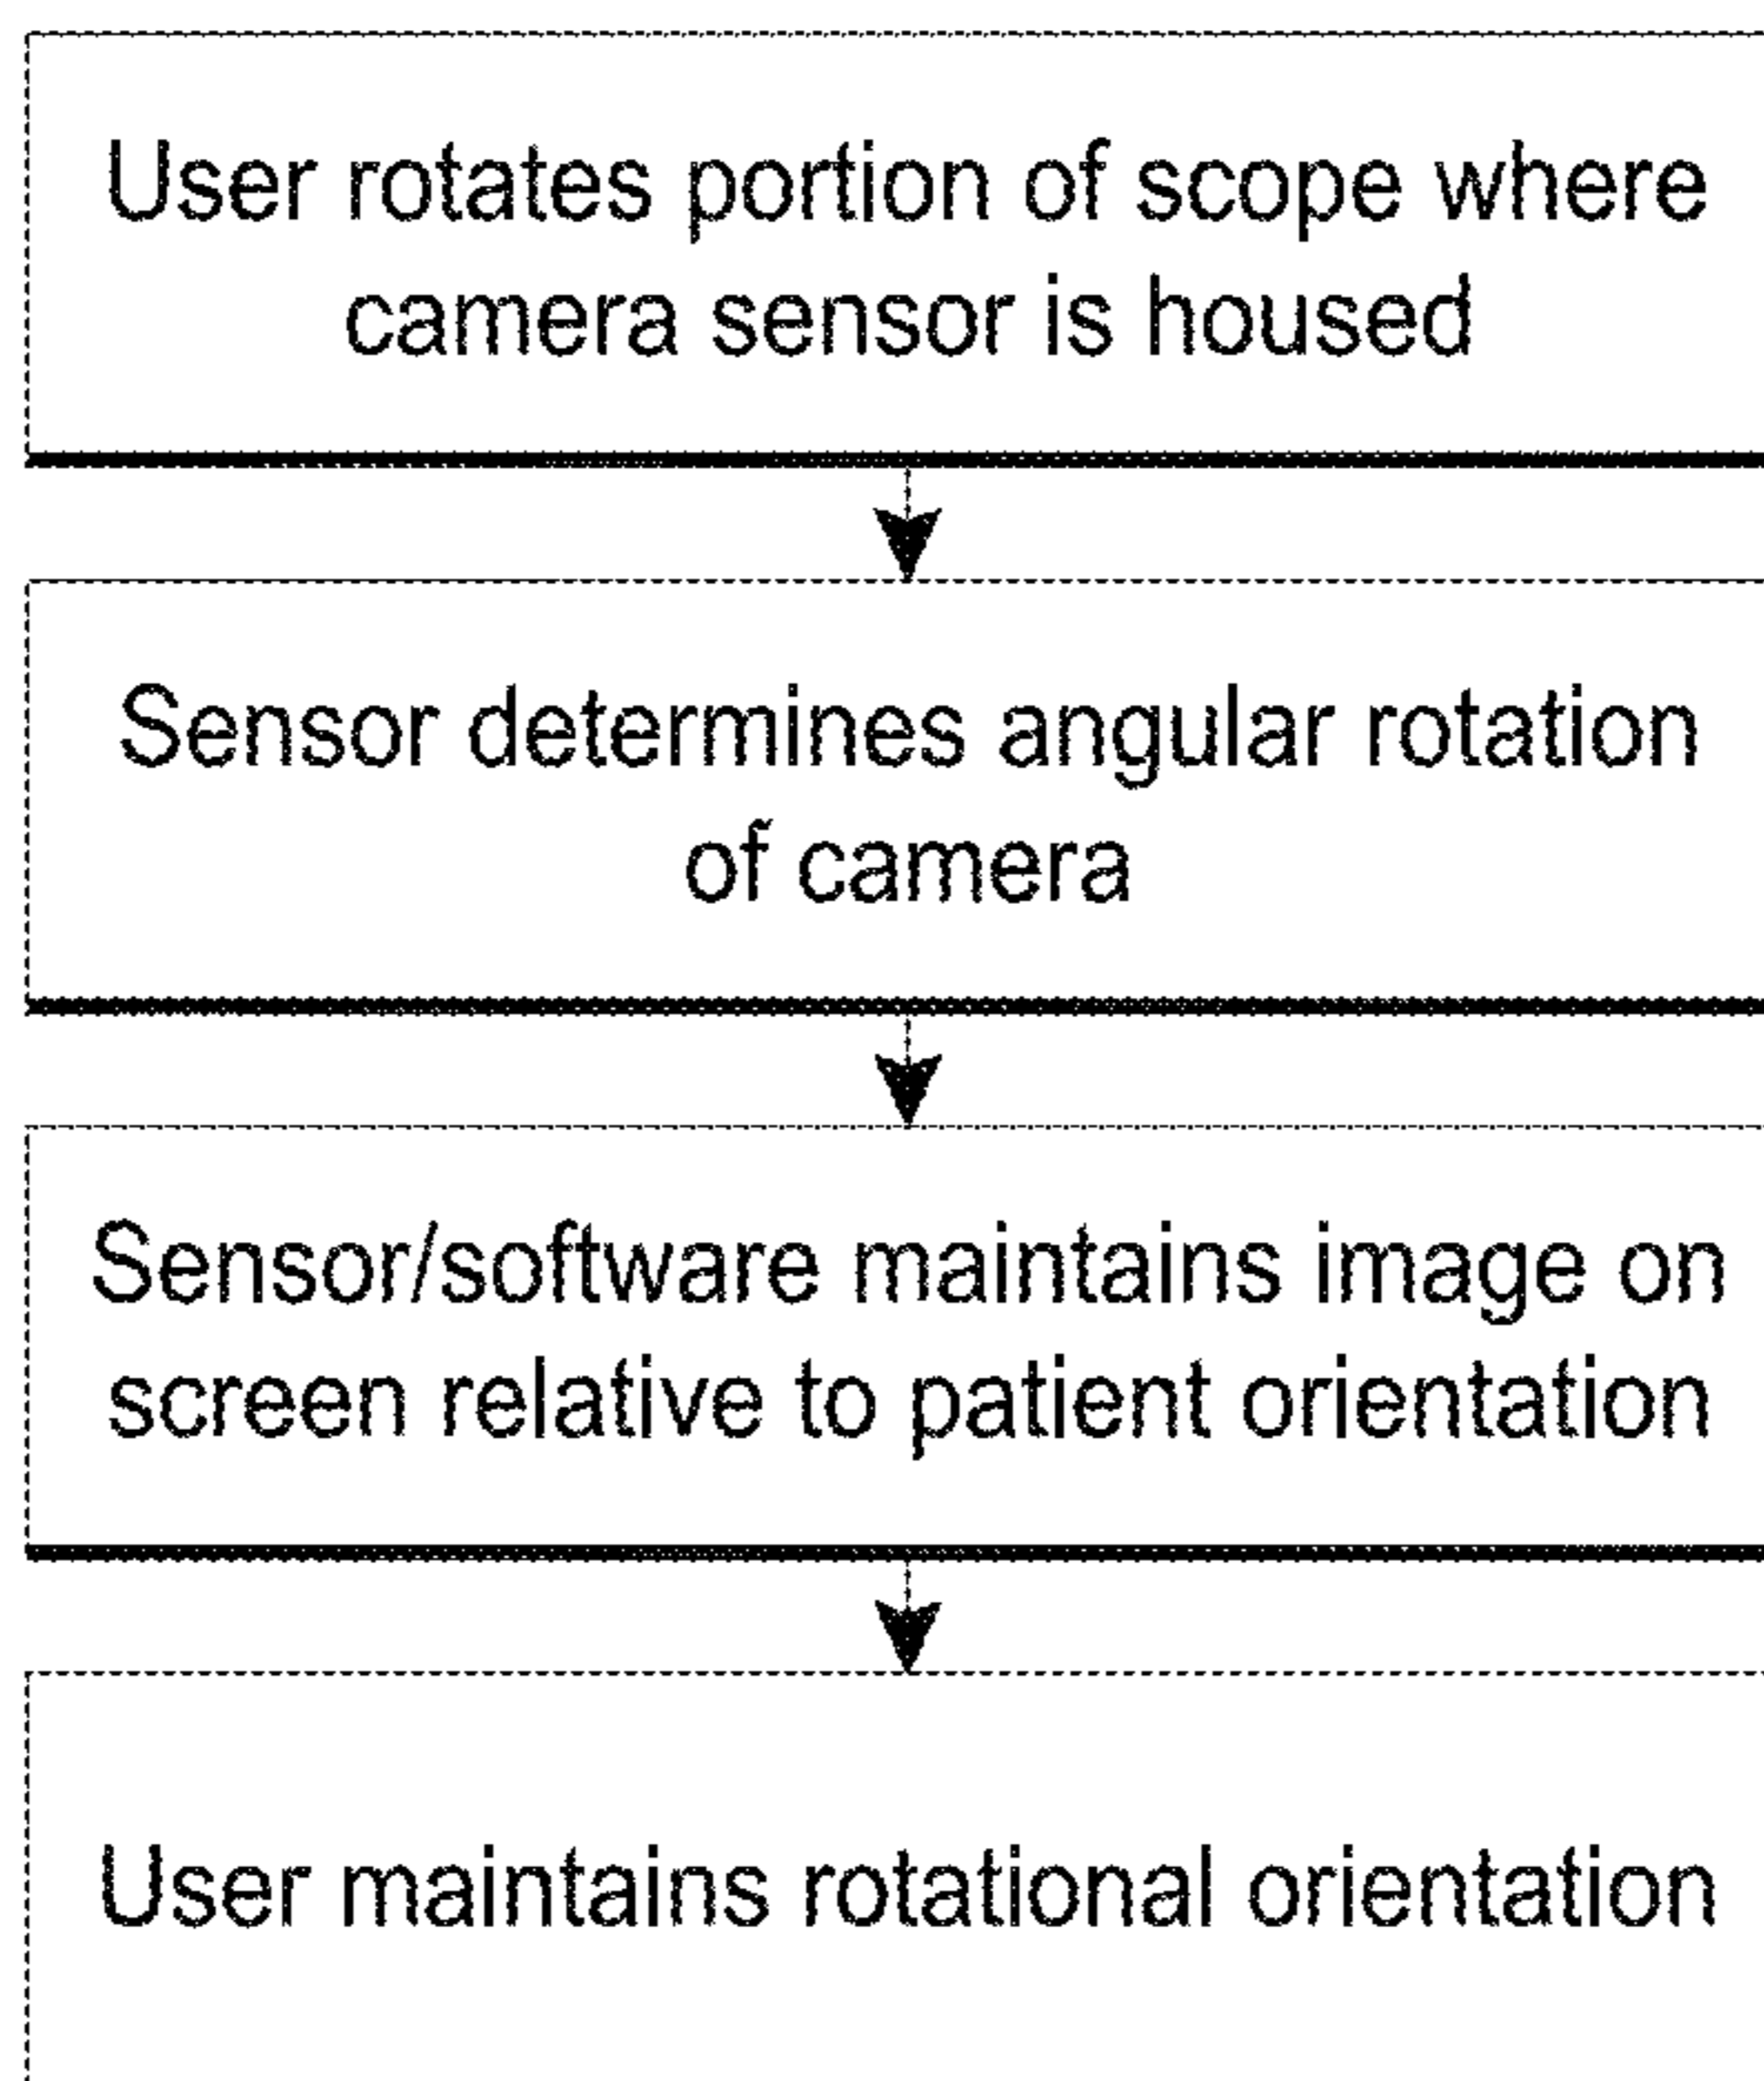 User rotates portion of scope where
camera sensor is housed
Sensor determines angular rotation
of camera
Sensor/software maintains image on
screen relative to patient orientation
User maintains rotational orientation